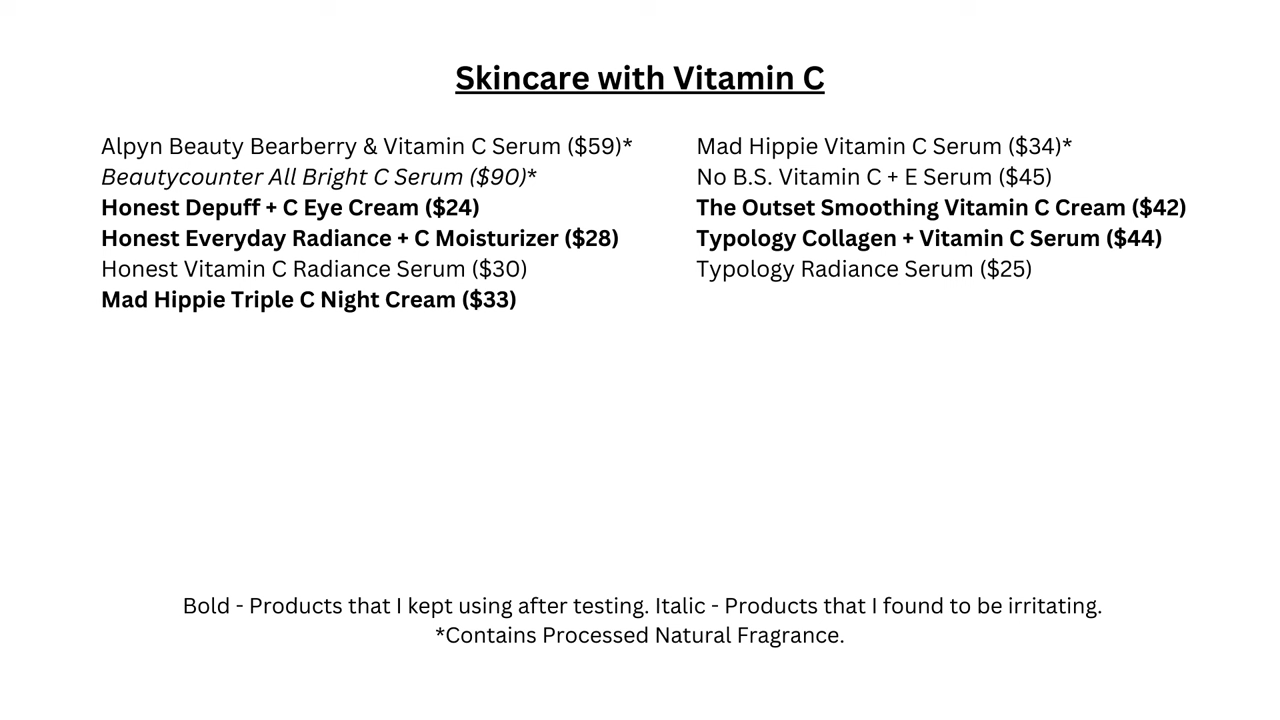 Skincare with Vitamin C
Alpyn Beauty Bearberry & Vitamin C Serum ($59)*
Beautycounter All Bright C Serum ($90)*
Honest Depuff + C Eye Cream ($24)
Honest Everyday Radiance + C Moisturizer ($28)
Honest Vitamin C Radiance Serum ($30)
Mad Hippie Triple C Night Cream ($33)
Mad Hippie Vitamin C Serum ($34)*
No B.S. Vitamin C + E Serum ($45)
The Outset Smoothing Vitamin C Cream ($42)
Typology Collagen + Vitamin C Serum ($44)
Typology Radiance Serum ($25)
Bold - Products that I kept using after testing. Italic - Products that I found to be irritating.
*Contains Processed Natural Fragrance.